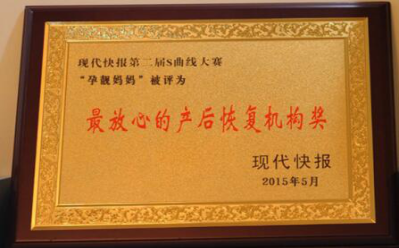 现代快报第二届S曲线大赛
“孕靓妈妈”被评为
最放心的产后恢复机构奖
现代快报
2015年5月